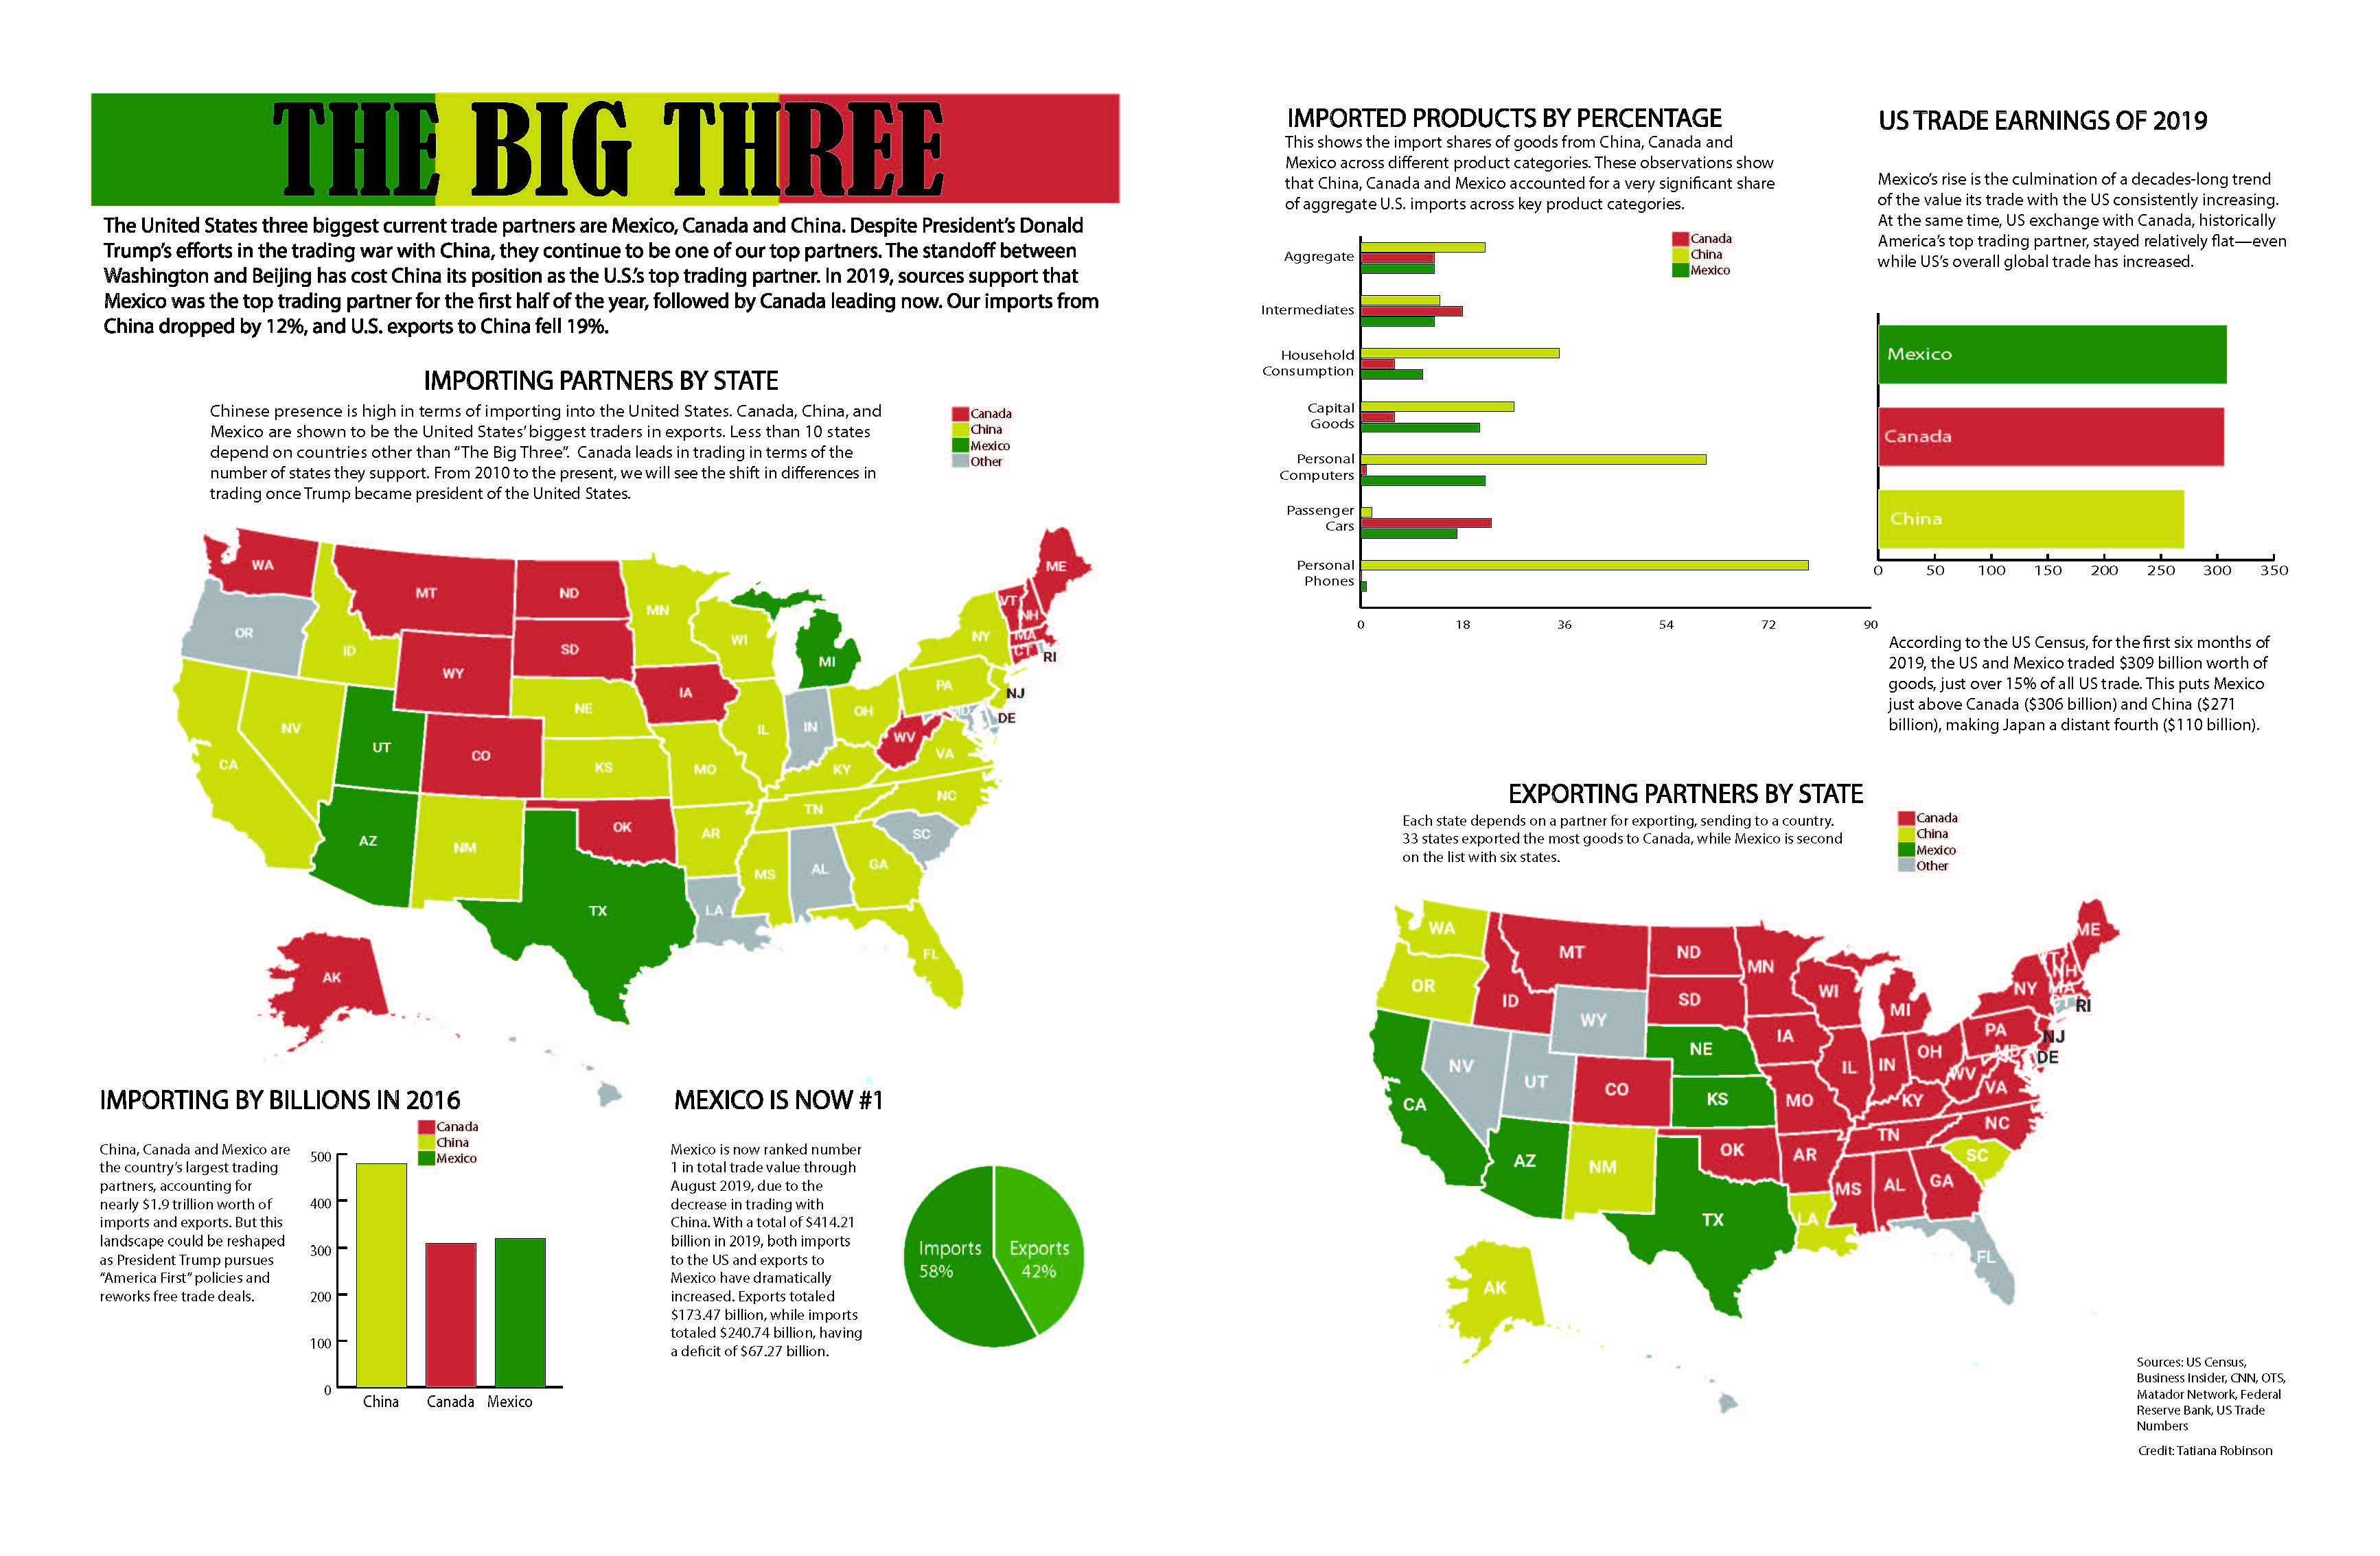 THE BIG THREE
The United States three biggest current trade partners are Mexico, Canada and China. Despite President's Donald
Trump's efforts in the trading war with China, they continue to be one of our top partners. The standoff between
Washington and Beijing has cost China its position as the U.S.'s top trading partner. In 2019, sources support that
Mexico was the top trading partner for the first half of the year, followed by Canada leading now. Our imports from
China dropped by 12%, and U.S. exports to China fell 19%.
IMPORTING PARTNERS BY STATE
Chinese presence is high in terms of importing into the United States. Canada, China, and
Mexico are shown to be the United States' biggest traders in exports. Less than 10 states
depend on countries other than "The Big Three". Canada leads in trading in terms of the
number of states they support. From 2010 to the present, we will see the shift in differences in
trading once Trump became president of the United States.
Canada
China
Mexico
Other
WA
MT
ND
MN
ME
VT
NH
OR
ID
SD
WI
NY
MA
CT
RI
WY
MI
IA
PA
NJ
NE
OH
DE
MD
NV
UT
CO
IL
IN
WV
VA
CA
KS
MO
KY
NC
TN
AZ
NM
OK
AR
SC
MS
AL
GA
TX
LA
FL
AK
IMPORTING BY BILLIONS IN 2016
China, Canada and Mexico are
the country's largest trading
partners, accounting for
nearly $1.9 trillion worth of
imports and exports. But this
landscape could be reshaped
as President Trump pursues
"America First" policies and
reworks free trade deals.
Canada
China
Mexico
500
400
300
200
100
0
China
Canada
Mexico
MEXICO IS NOW #1
Mexico is now ranked number
1 in total trade value through
August 2019, due to the
decrease in trading with
China. With a total of $414.21
billion in 2019, both imports
to the US and exports to
Mexico have dramatically
increased. Exports totaled
$173.47 billion, while imports
totaled $240.74 billion, having
a deficit of $67.27 billion.
Imports
58%
Exports
42%
IMPORTED PRODUCTS BY PERCENTAGE
This shows the import shares of goods from China, Canada and
Mexico across different product categories. These observations show
that China, Canada and Mexico accounted for a very significant share
of aggregate U.S. imports across key product categories.
Canada
China
Mexico
Aggregate
Intermediates
Household
Consumption
Capital
Goods
Personal
Computers
Passenger
Cars
Personal
Phones
0
18
36
54
72
90
US TRADE EARNINGS OF 2019
Mexico's rise is the culmination of a decades-long trend
of the value its trade with the US consistently increasing.
At the same time, US exchange with Canada, historically
America's top trading partner, stayed relatively flat—even
while US's overall global trade has increased.
Mexico
Canada
China
0
50
100
150
200
250
300
350
According to the US Census, for the first six months of
2019, the US and Mexico traded $309 billion worth of
goods, just over 15% of all US trade. This puts Mexico
just above Canada ($306 billion) and China ($271
billion), making Japan a distant fourth ($110 billion).
EXPORTING PARTNERS BY STATE
Each state depends on a partner for exporting, sending to a country.
33 states exported the most goods to Canada, while Mexico is second
on the list with six states.
Canada
China
Mexico
Other
WA
MT
ND
MN
ME
NH
OR
ID
SD
WI
NY
MA
RI
WY
MI
IA
PA
NJ
NE
OH
MD
DE
NV
UT
CO
IL
IN
WV
VA
CA
KS
MO
KY
NC
TN
AZ
NM
OK
AR
SC
MS
AL
GA
TX
LA
FL
AK
Sources: US Census,
Business Insider, CNN, OTS,
Matador Network, Federal
Reserve Bank, US Trade
Numbers
Credit: Tatiana Robinson